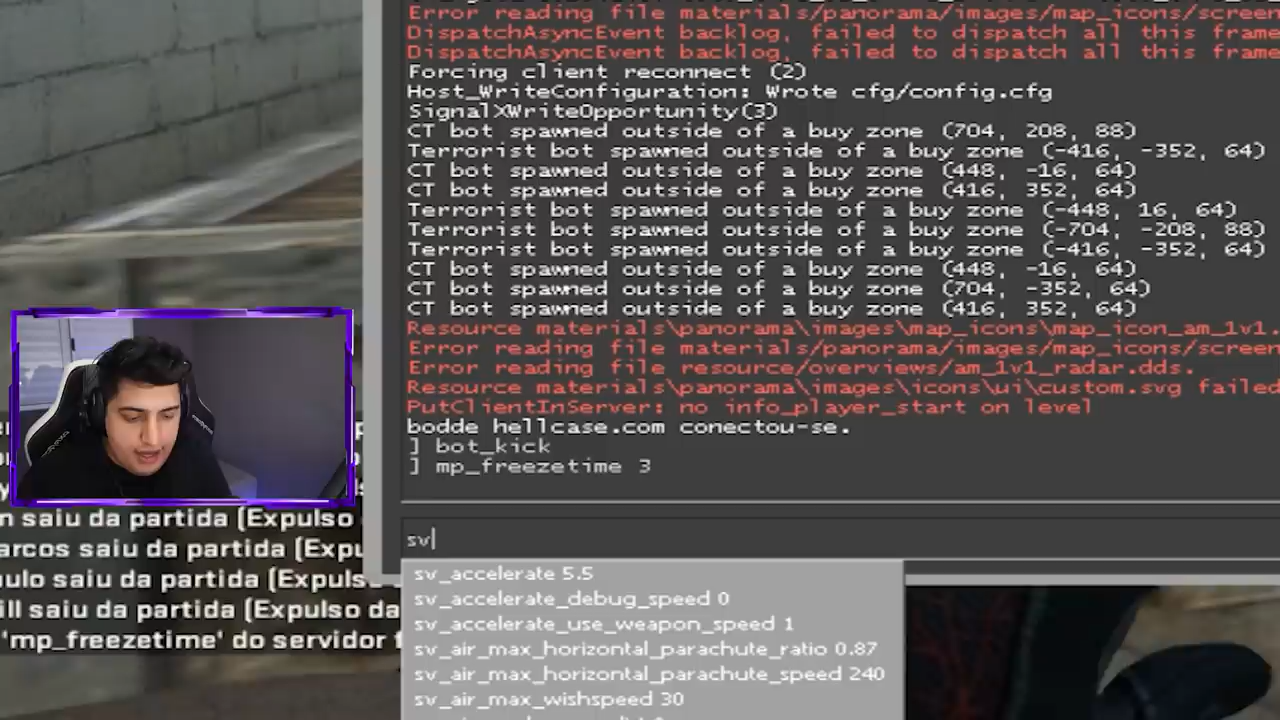 Error reading file materials/panorama/images/map_icons/screen
DispatchAsyncEvent backlog, failed to dispatch all this frame
DispatchAsyncEvent backlog, failed to dispatch all this frame
Forcing client reconnect (2)
Host_WriteConfiguration: Wrote cfg/config.cfg
SignalXWriteOpportunity(3)
CT bot spawned outside of a buy zone (704, 208, 88)
Terrorist bot spawned outside of a buy zone (-416, -352, 64)
CT bot spawned outside of a buy zone (448, -16, 64)
CT bot spawned outside of a buy zone (416, 352, 64)
Terrorist bot spawned outside of a buy zone (-448, 16, 64)
Terrorist bot spawned outside of a buy zone (-704, -208, 88)
Terrorist bot spawned outside of a buy zone (-416, -352, 64)
CT bot spawned outside of a buy zone (448, -16, 64)
CT bot spawned outside of a buy zone (704, -352, 64)
CT bot spawned outside of a buy zone (416, 352, 64)
Resource materials\panorama\images\map_icons\map_icon_am_1v1.
Error reading file materials/panorama/images/map_icons/screen
Error reading file resource/overviews/am_1v1_radar.dds.
Resource materials\panorama\images\icons\ui\custom.svg failed
PutClientInServer: no info_player_start on level
bodde hellcase.com conectou-se.
] bot_kick
] mp_freezetime 3
sv
sv_accelerate 5.5
sv_accelerate_debug_speed 0
sv_accelerate_use_weapon_speed 1
sv_air_max_horizontal_parachute_ratio 0.87
sv_air_max_horizontal_parachute_speed 240
sv_air_max_wishspeed 30
n saiu da partida (Expulso
arcos saiu da partida (Expu
ulo saiu da partida (Expuls
ill saiu da partida (Expulso da
'mp_freezetime' do servidor f